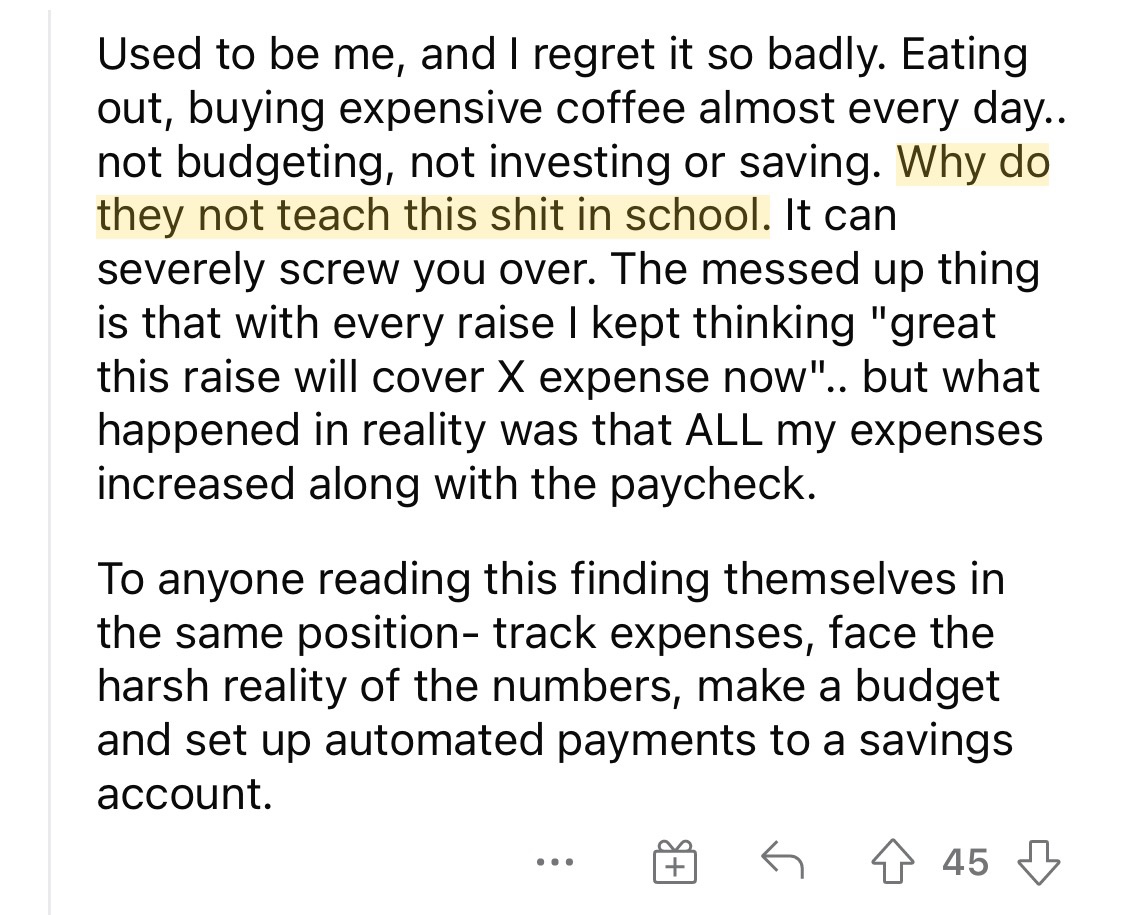 Used to be me, and I regret it so badly. Eating
out, buying expensive coffee almost every day..
not budgeting, not investing or saving. Why do
they not teach this shit in school. It can
severely screw you over. The messed up thing
is that with every raise I kept thinking "great
this raise will cover X expense now".. but what
happened in reality was that ALL my expenses
increased along with the paycheck.
To anyone reading this finding themselves in
the same position- track expenses, face the
harsh reality of the numbers, make a budget
and set up automated payments to a savings
account.
45